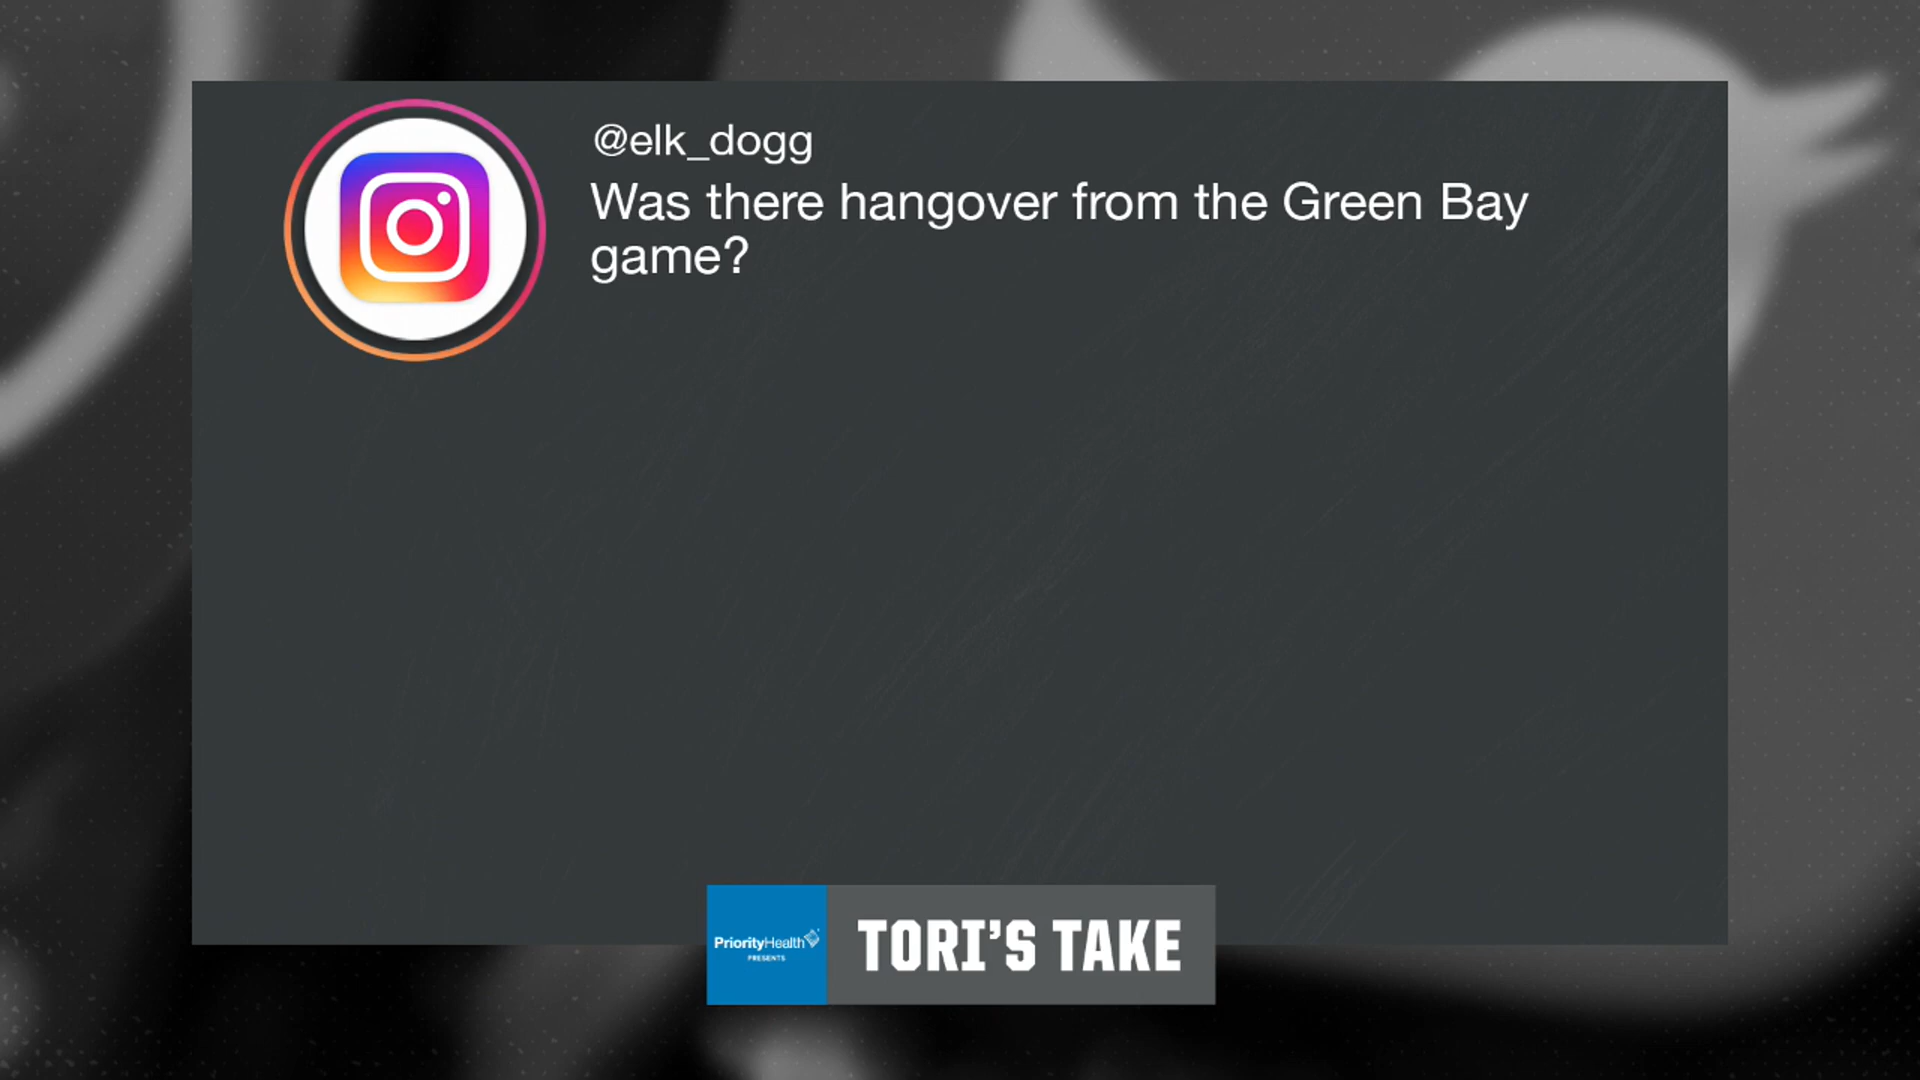 @elk_dogg
Was there hangover from the Green Bay
game?
PriorityHealth
PRESENTS
TORI'S TAKE